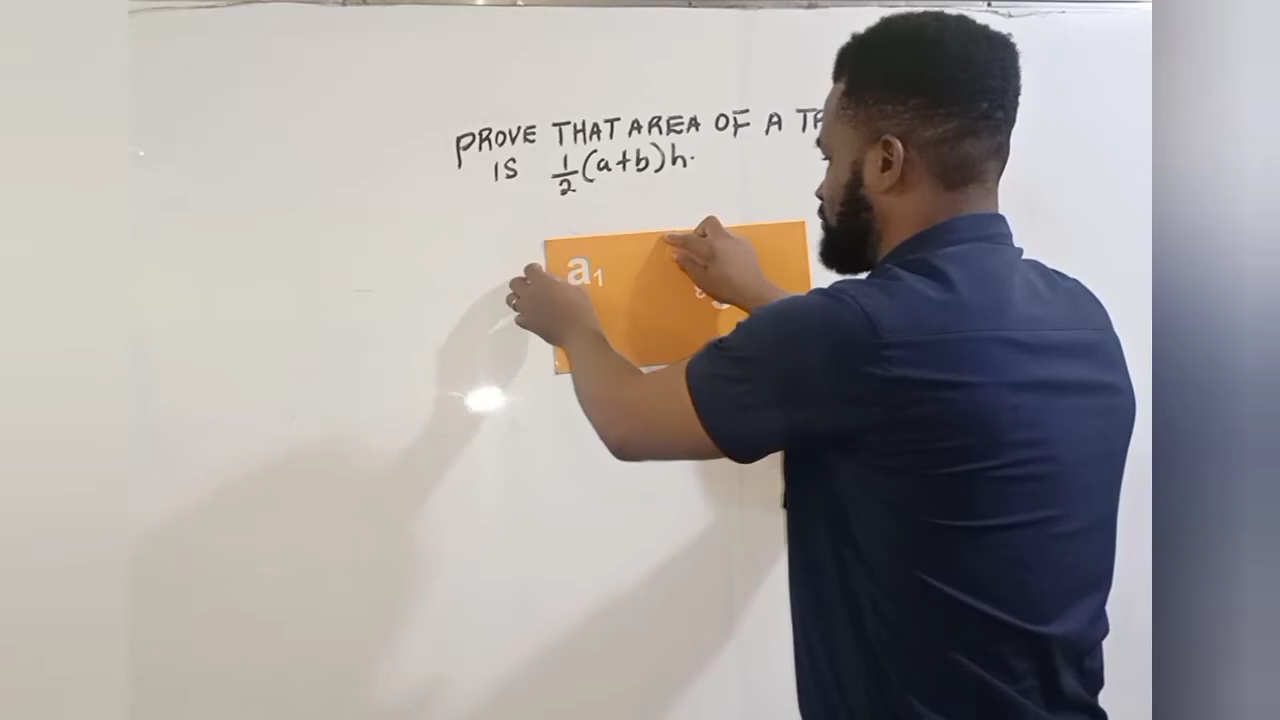 PROVE THAT AREA OF A
IS 1/2(a+b)h.
a1